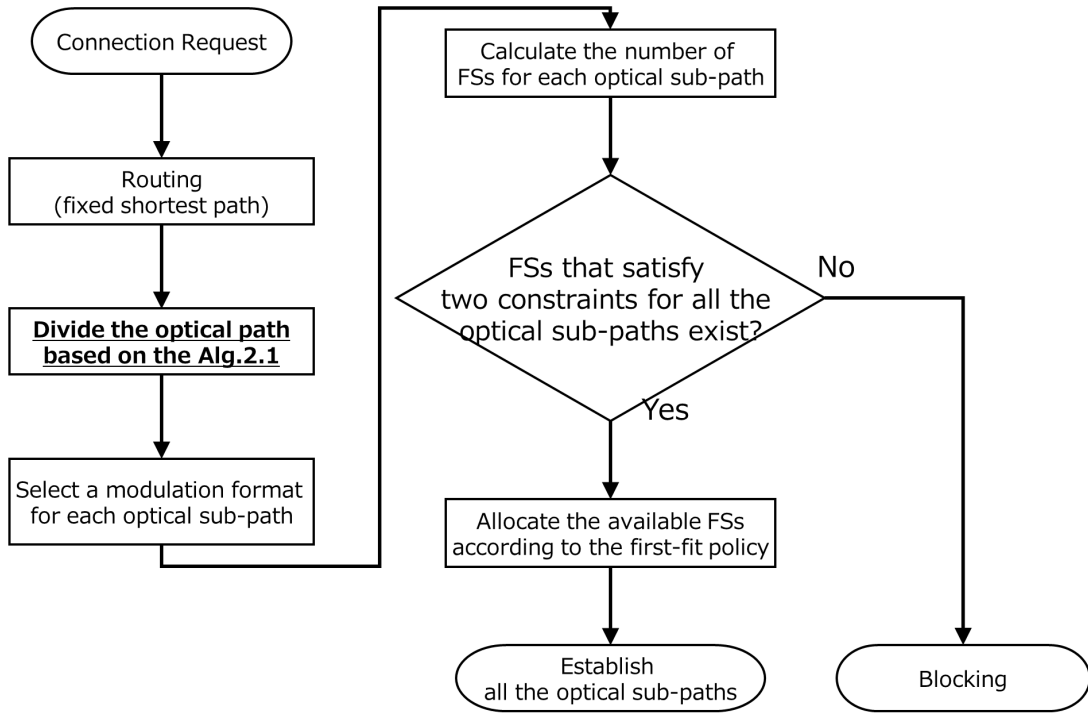 Connection Request
Routing
(fixed shortest path)
Divide the optical path
based on the Alg.2.1
Select a modulation format
for each optical sub-path
Calculate the number of
FSs for each optical sub-path
FSs that satisfy
two constraints for all the
optical sub-paths exist?
No
Yes
Allocate the available FSs
according to the first-fit policy
Establish
all the optical sub-paths
Blocking